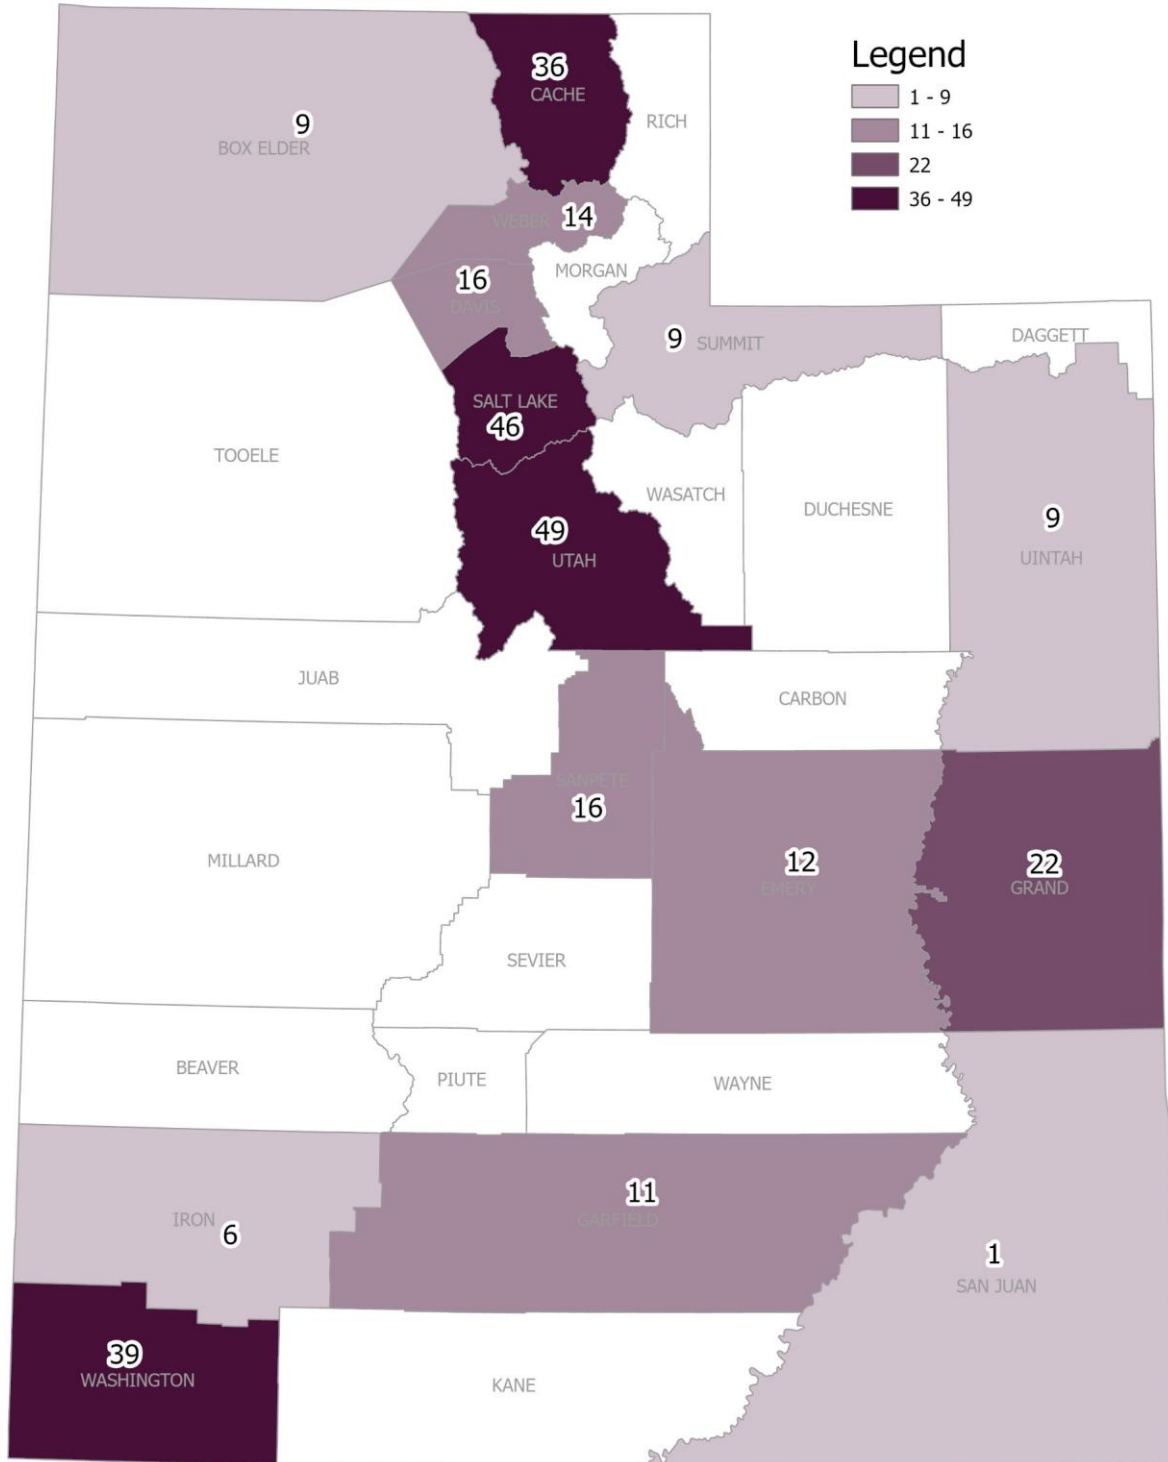 Legend
1 - 9
11 - 16
22
36 - 49
36
CACHE
RICH
9
BOX ELDER
14
WEBER
MORGAN
16
DAVIS
9
SUMMIT
DAGGETT
SALT LAKE
46
TOOELE
WASATCH
DUCHESNE
9
UINTAH
49
UTAH
JUAB
CARBON
SANPETE
16
MILLARD
12
EMERY
22
GRAND
SEVIER
BEAVER
PIUTE
WAYNE
11
GARFIELD
IRON
6
1
SAN JUAN
39
WASHINGTON
KANE